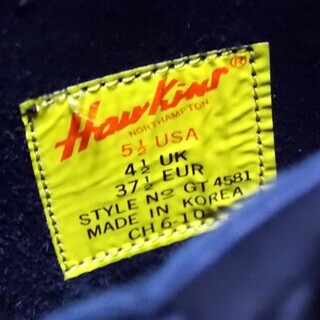 Hawkins ®
NORTHAMPTON
5½ USA
4½ UK
37½ EUR
STYLE No GT 4581
MADE IN KOREA
CH 6-10